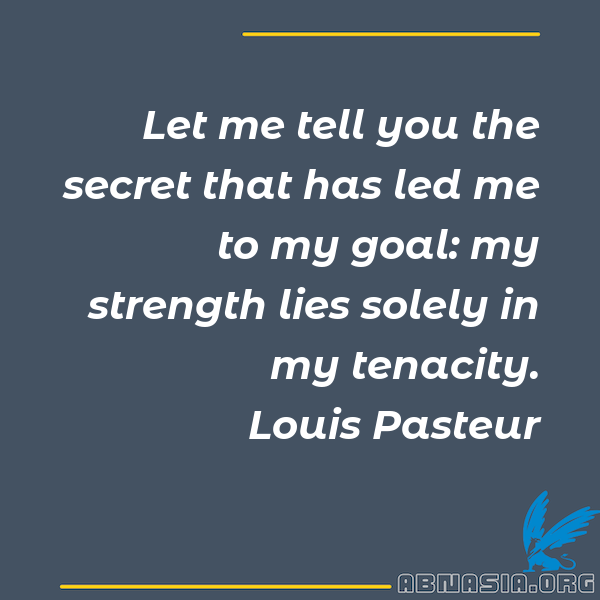 Let me tell you the
secret that has led me
to my goal: my
strength lies solely in
my tenacity.
Louis Pasteur
ABNASIA.ORG